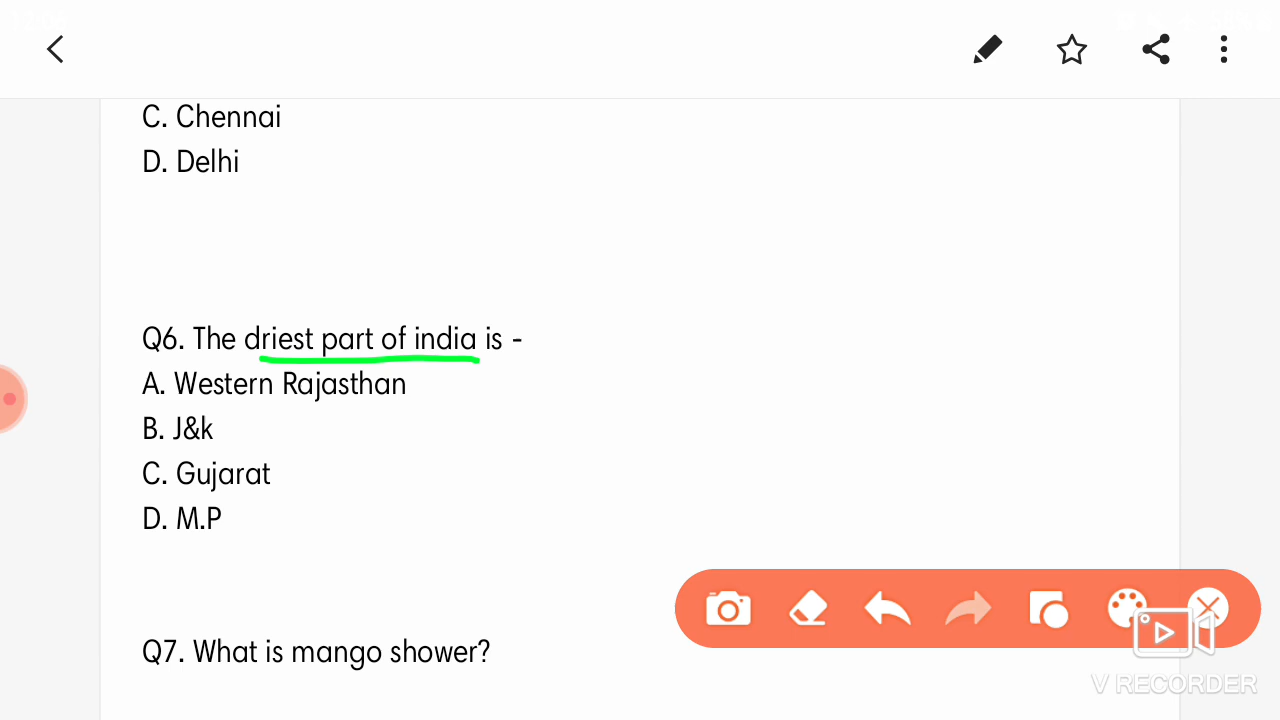 C. Chennai
D. Delhi
Q6. The driest part of india is -
A. Western Rajasthan
B. J&k
C. Gujarat
D. M.P
Q7. What is mango shower?
V RECORDER